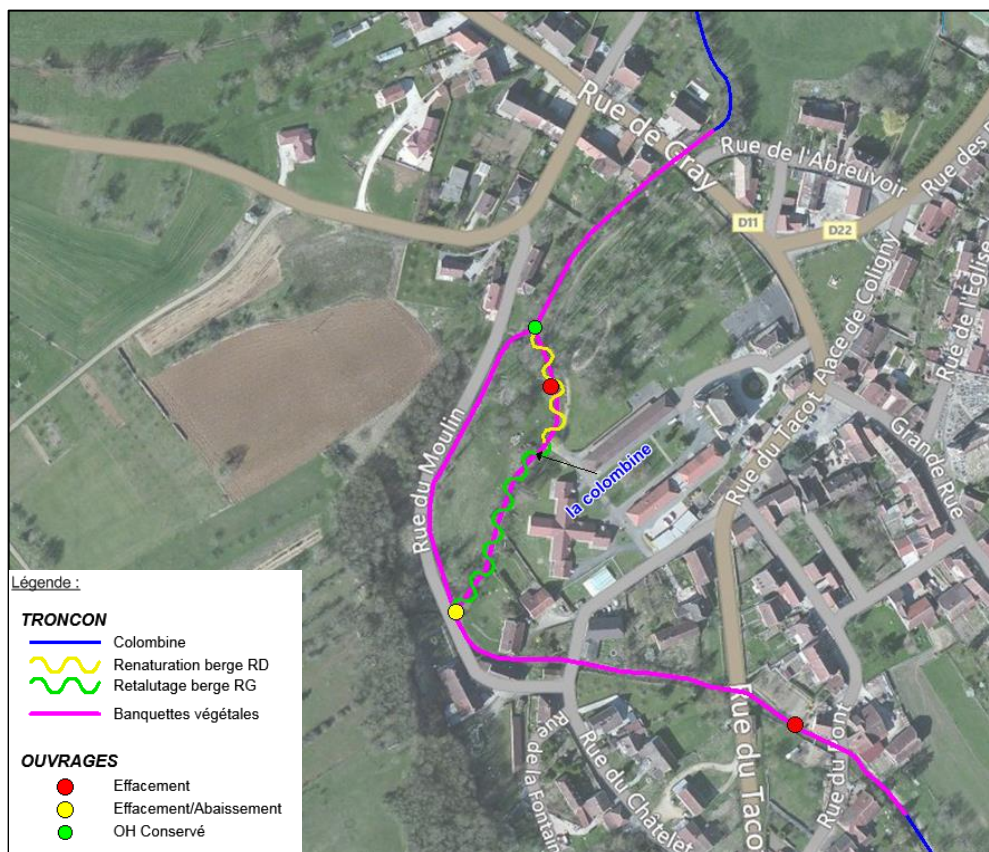 Rue de Gray
Rue de l'Abreuvoir
Rue des
D11
D22
Rue de l'Eglise
Place de Coligny
Rue du Moulin
Rue du Tacot
Grande Rue
la colombine
Rue du Tacot
Rue du Pont
Rue du Châtelet
Rue
de la Fontain
Légende :
TRONCON
Colombine
Renaturation berge RD
Retalutage berge RG
Banquettes végétales
OUVRAGES
Effacement
Effacement/Abaissement
OH Conservé